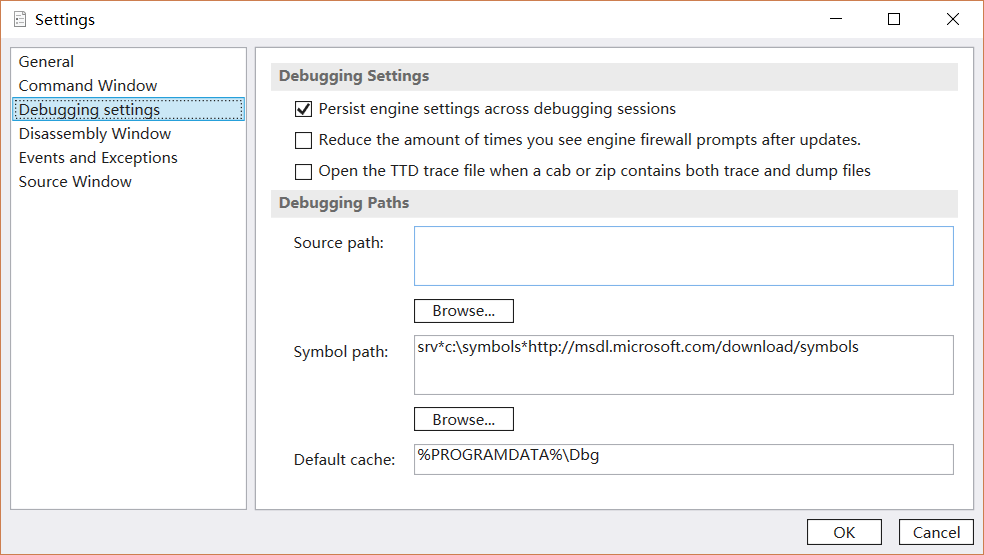 Settings
General
Command Window
Debugging settings
Disassembly Window
Events and Exceptions
Source Window
Debugging Settings
Persist engine settings across debugging sessions
Reduce the amount of times you see engine firewall prompts after updates.
Open the TTD trace file when a cab or zip contains both trace and dump files
Debugging Paths
Source path:
Browse...
Symbol path:
srv*c:\symbols*http://msdl.microsoft.com/download/symbols
Browse...
Default cache:
%PROGRAMDATA%\Dbg
OK
Cancel